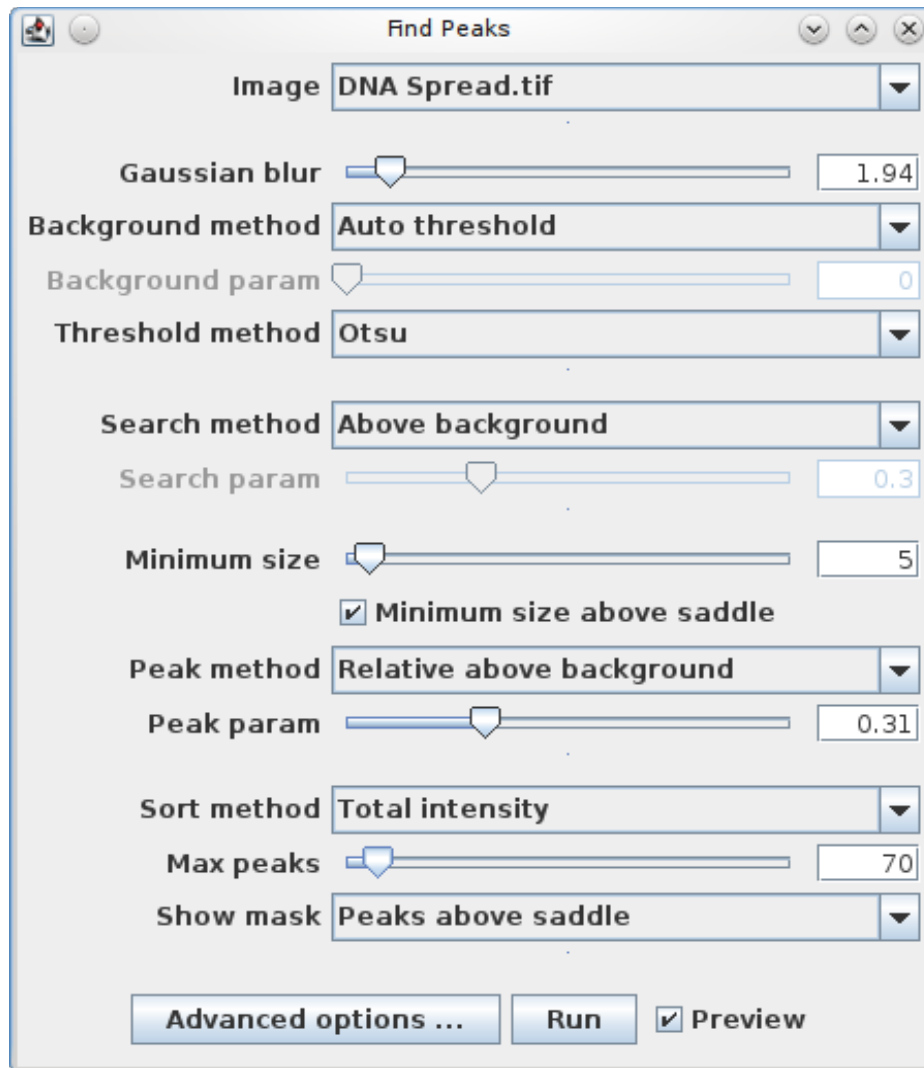 Find Peaks
Image DNA Spread.tif
Gaussian blur 1.94
Background method Auto threshold
Background param 0
Threshold method Otsu
Search method Above background
Search param 0.3
Minimum size 5
Minimum size above saddle
Peak method Relative above background
Peak param 0.31
Sort method Total intensity
Max peaks 70
Show mask Peaks above saddle
Advanced options ... Run Preview